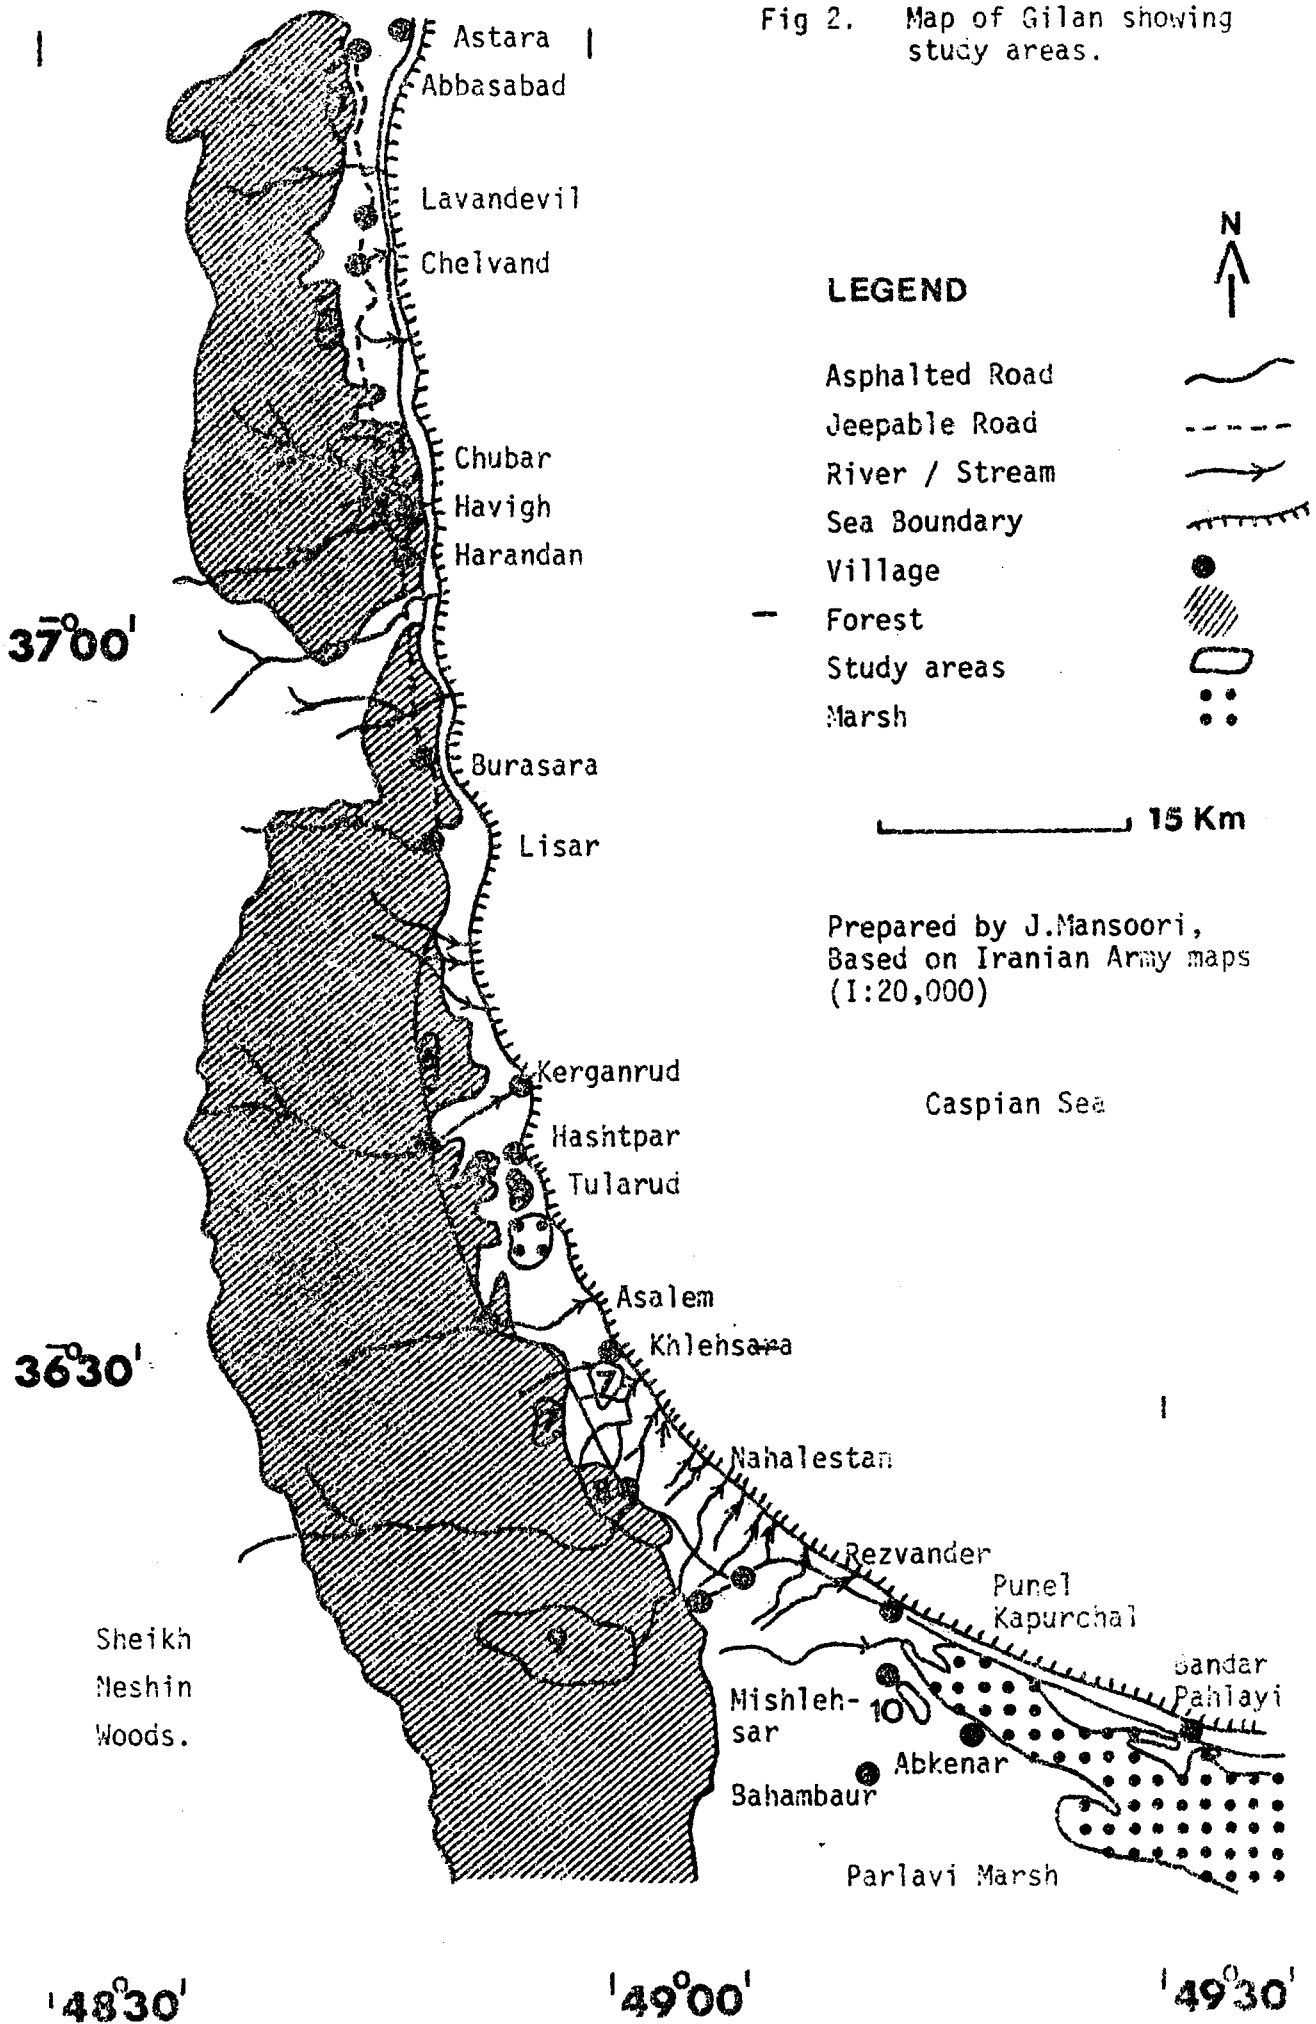 Fig 2. Map of Gilan showing
study areas.
Astara
Abbasabad
Lavandevil
Chelvand
N
LEGEND
Asphalted Road
Jeepable Road
River / Stream
Sea Boundary
Village
Forest
Study areas
Marsh
Chubar
Havigh
Harandan
37°00'
Burasara
Lisar
15 Km
Prepared by J.Mansoori,
Based on Iranian Army maps
(I:20,000)
Kerganrud
Caspian Sea
Hashtpar
Tularud
Asalem
Khlehsara
36°30'
7
Nahalestan
Rezvander
Punel
Kapurchal
Sheikh
Neshin
Woods.
Bandar
Pahlayi
Mishleh-
sar
10
Abkenar
Bahambaur
Parlavi Marsh
48°30'
49°00'
49°30'